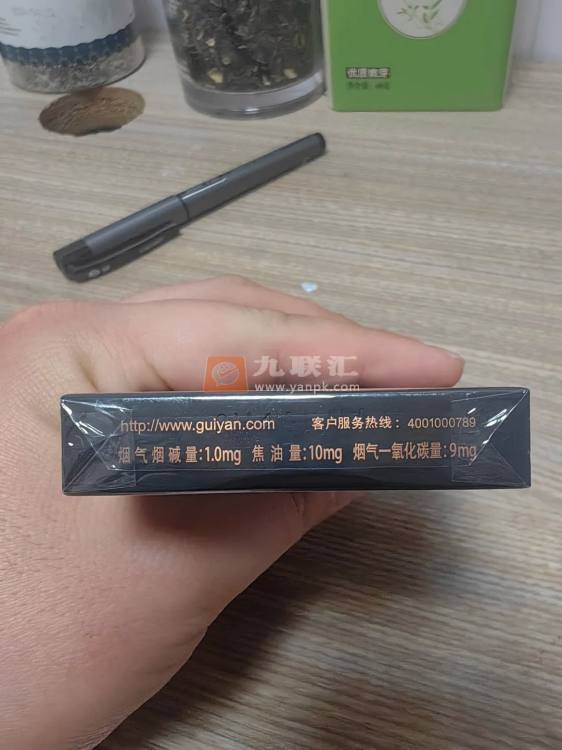 九联汇
www.yanpk.com
http://www.guiyan.com 客户服务热线：4001000789
烟气烟碱量:1.0mg 焦油量:10mg 烟气一氧化碳量:9mg